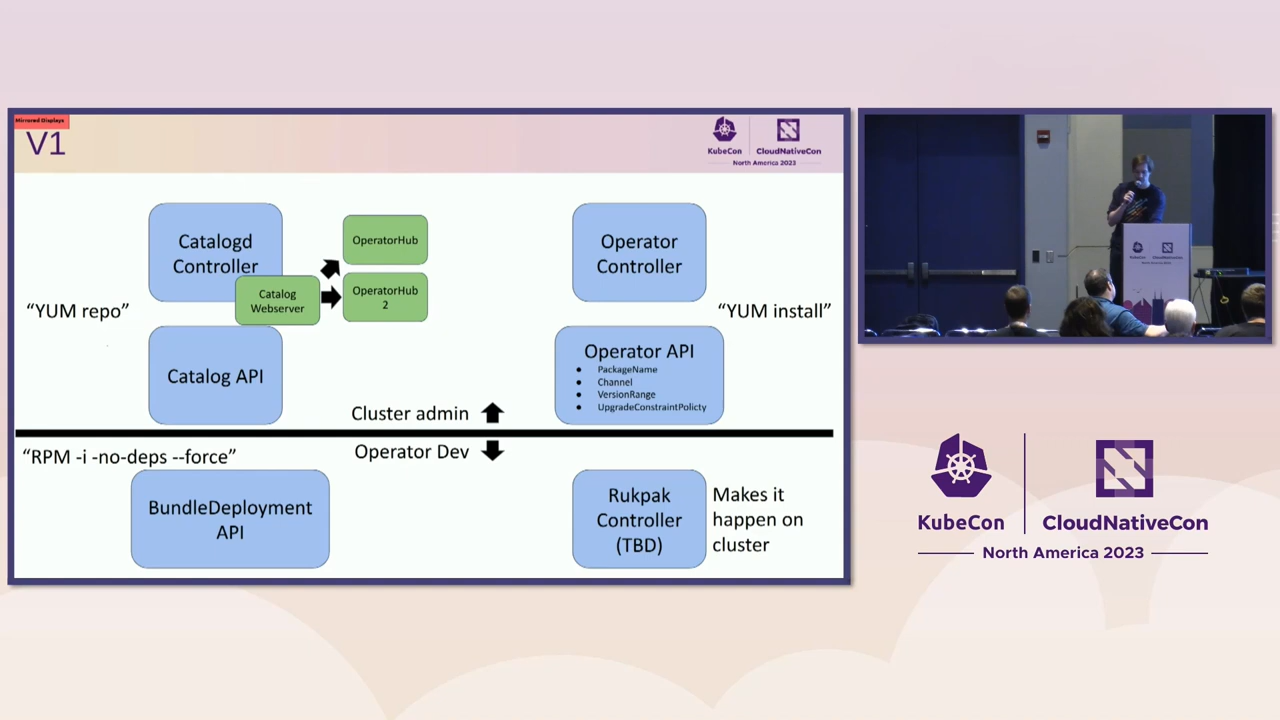 Mirrored Displays
V1
KubeCon
CloudNativeCon
North America 2023
Catalogd
Controller
OperatorHub
Catalog
Webserver
OperatorHub
2
Operator
Controller
"YUM repo"
"YUM install"
Catalog API
Operator API
● PackageName
● Channel
● VersionRange
● UpgradeConstraintPolicty
Cluster admin
Operator Dev
"RPM -i -no-deps --force"
BundleDeployment
API
Rukpak
Controller
(TBD)
Makes it
happen on
cluster
KubeCon
CloudNativeCon
North America 2023